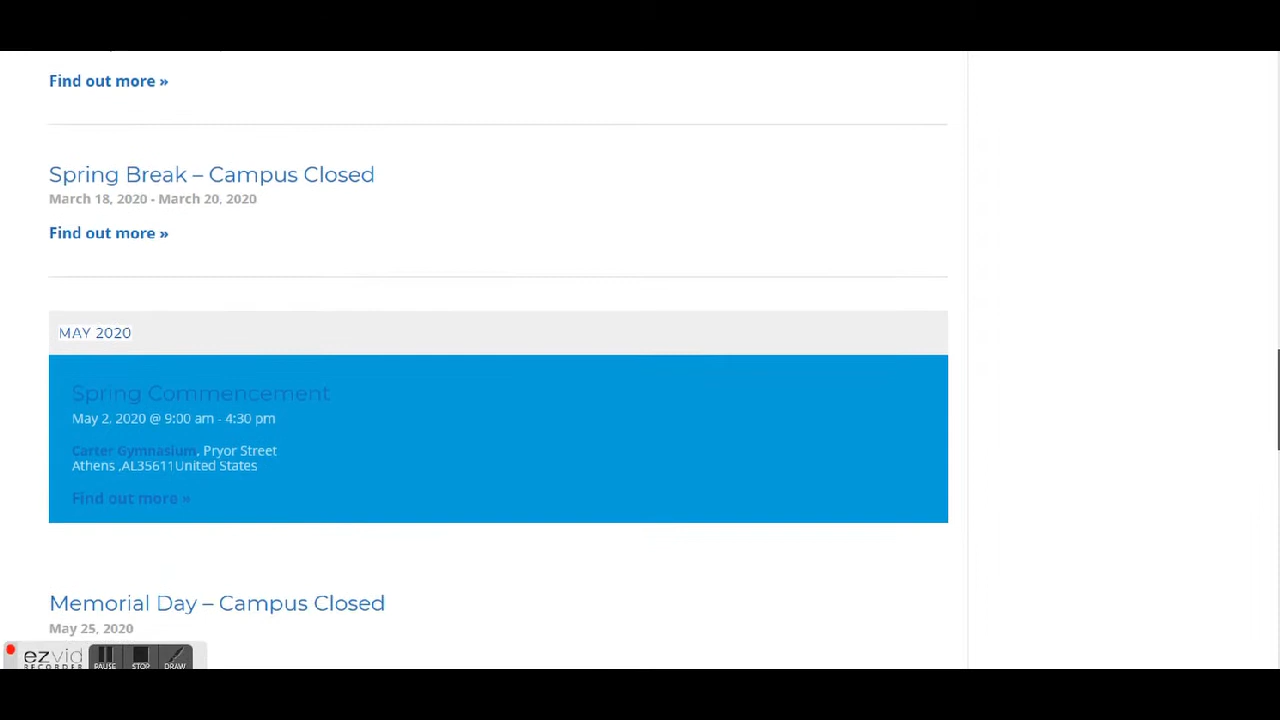 Find out more »
Spring Break – Campus Closed
March 18, 2020 - March 20, 2020
Find out more »
MAY 2020
Spring Commencement
May 2, 2020 @ 9:00 am - 4:30 pm
Carter Gymnasium, Pryor Street
Athens ,AL35611United States
Find out more »
Memorial Day – Campus Closed
May 25, 2020
ezvid
RECORDER
PAUSE
STOP
DRAW